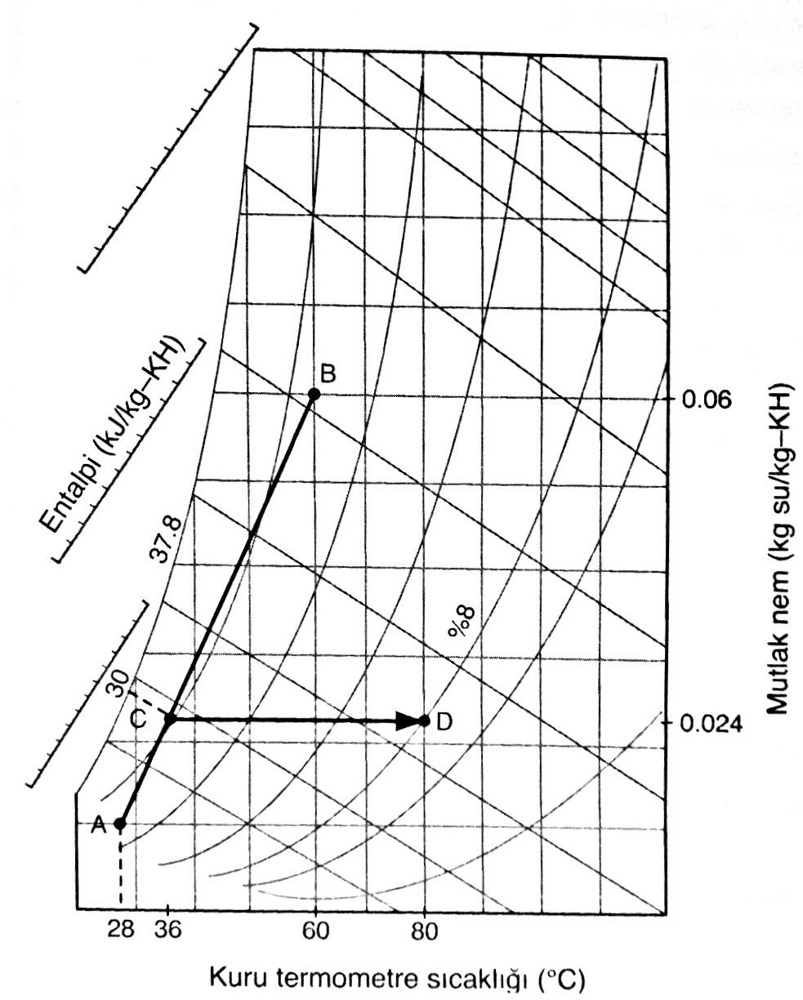 Entalpi (kJ/kg–KH)
37.8
30
A
B
C
D
%8
0.06
0.024
Mutlak nem (kg su/kg–KH)
28 36 60 80
Kuru termometre sıcaklığı (°C)